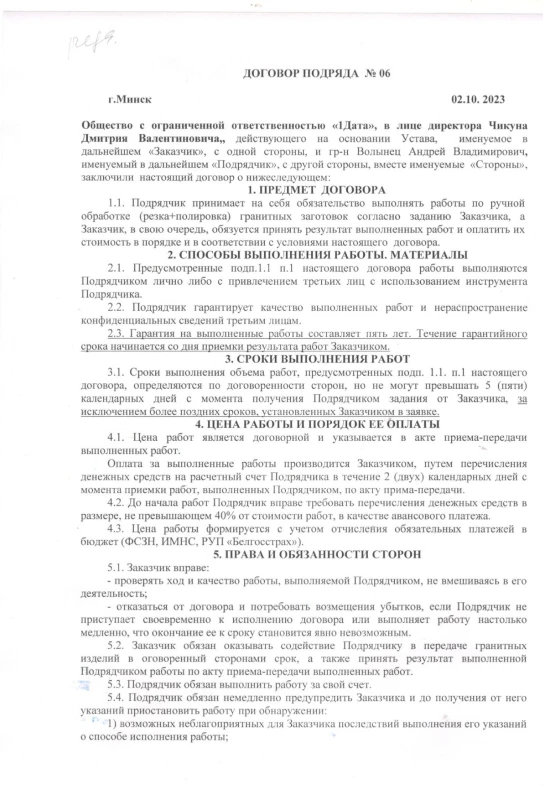 ДОГОВОР ПОДРЯДА № 06
г.Минск 02.10. 2023
Общество с ограниченной ответственностью «1Дата», в лице директора Чикуна
Дмитрия Валентиновича,, действующего на основании Устава, именуемое в
дальнейшем «Заказчик», с одной стороны, и гр-н Волынец Андрей Владимирович,
именуемый в дальнейшем «Подрядчик», с другой стороны, вместе именуемые «Стороны»,
заключили настоящий договор о нижеследующем:
1. ПРЕДМЕТ ДОГОВОРА
1.1. Подрядчик принимает на себя обязательство выполнять работы по ручной
обработке (резка+полировка) гранитных заготовок согласно заданию Заказчика, а
Заказчик, в свою очередь, обязуется принять результат выполненных работ и оплатить их
стоимость в порядке и в соответствии с условиями настоящего договора.
2. СПОСОБЫ ВЫПОЛНЕНИЯ РАБОТЫ. МАТЕРИАЛЫ
2.1. Предусмотренные подп.1.1 п.1 настоящего договора работы выполняются
Подрядчиком лично либо с привлечением третьих лиц с использованием инструмента
Подрядчика.
2.2. Подрядчик гарантирует качество выполненных работ и нераспространение
конфиденциальных сведений третьим лицам.
2.3. Гарантия на выполненные работы составляет пять лет. Течение гарантийного
срока начинается со дня приемки результата работ Заказчиком.
3. СРОКИ ВЫПОЛНЕНИЯ РАБОТ
3.1. Сроки выполнения объема работ, предусмотренных подп. 1.1. п.1 настоящего
договора, определяются по договоренности сторон, но не могут превышать 5 (пяти)
календарных дней с момента получения Подрядчиком задания от Заказчика, за
исключением более поздних сроков, установленных Заказчиком в заявке.
4. ЦЕНА РАБОТЫ И ПОРЯДОК ЕЕ ОПЛАТЫ
4.1. Цена работ является договорной и указывается в акте приема-передачи
выполненных работ.
Оплата за выполненные работы производится Заказчиком, путем перечисления
денежных средств на расчетный счет Подрядчика в течение 2 (двух) календарных дней с
момента приемки работ, выполненных Подрядчиком, по акту прима-передачи.
4.2. До начала работ Подрядчик вправе требовать перечисления денежных средств в
размере, не превышающем 40% от стоимости работ, в качестве авансового платежа.
4.3. Цена работы формируется с учетом отчисления обязательных платежей в
бюджет (ФСЗН, ИМНС, РУП «Белгосстрах»).
5. ПРАВА И ОБЯЗАННОСТИ СТОРОН
5.1. Заказчик вправе:
- проверять ход и качество работы, выполняемой Подрядчиком, не вмешиваясь в его
деятельность;
- отказаться от договора и потребовать возмещения убытков, если Подрядчик не
приступает своевременно к исполнению договора или выполняет работу настолько
медленно, что окончание ее к сроку становится явно невозможным.
5.2. Заказчик обязан оказывать содействие Подрядчику в передаче гранитных
изделий в оговоренный сторонами срок, а также принять результат выполненной
Подрядчиком работы по акту приема-передачи выполненных работ.
5.3. Подрядчик обязан выполнить работу за свой счет.
5.4. Подрядчик обязан немедленно предупредить Заказчика и до получения от него
указаний приостановить работу при обнаружении:
1) возможных неблагоприятных для Заказчика последствий выполнения его указаний
о способе исполнения работы;